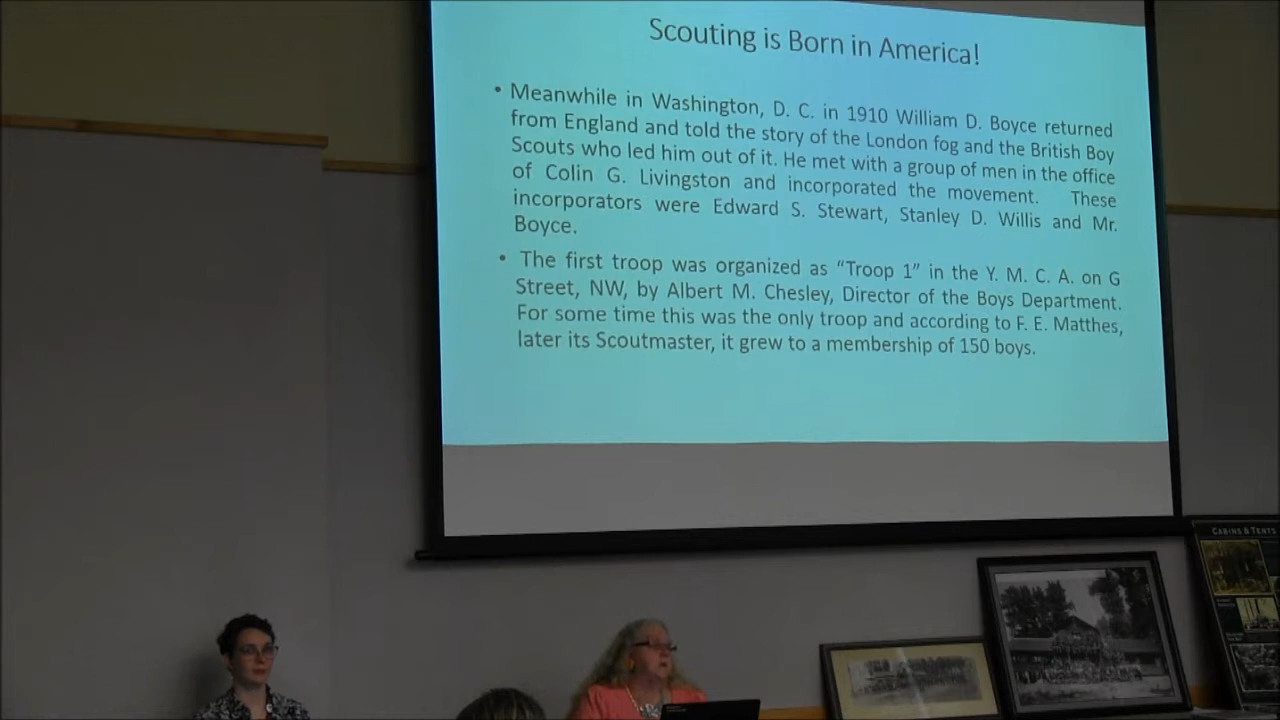 Scouting is Born in America!
• Meanwhile in Washington, D. C. in 1910 William D. Boyce returned
from England and told the story of the London fog and the British Boy
Scouts who led him out of it. He met with a group of men in the office
of Colin G. Livingston and incorporated the movement. These
incorporators were Edward S. Stewart, Stanley D. Willis and Mr.
Boyce.
• The first troop was organized as “Troop 1” in the Y. M. C. A. on G
Street, NW, by Albert M. Chesley, Director of the Boys Department.
For some time this was the only troop and according to F. E. Matthes,
later its Scoutmaster, it grew to a membership of 150 boys.
CABINS & TENTS